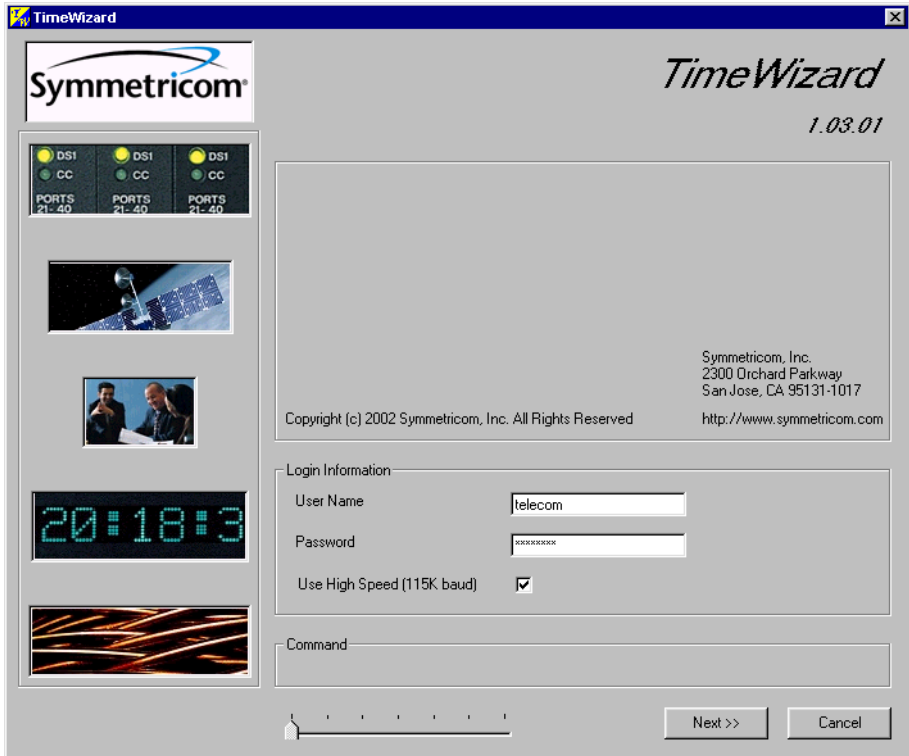 TimeWizard
Symmetricom
TimeWizard
1.03.01
DS1 DS1 DS1
CC CC CC
PORTS PORTS PORTS
21-40 21-40 21-40
Symmetricom, Inc.
2300 Orchard Parkway
San Jose, CA 95131-1017
Copyright (c) 2002 Symmetricom, Inc. All Rights Reserved http://www.symmetricom.com
Login Information
User Name telecom
Password ********
Use High Speed (115K baud)
20:18:3
Command
Next >> Cancel